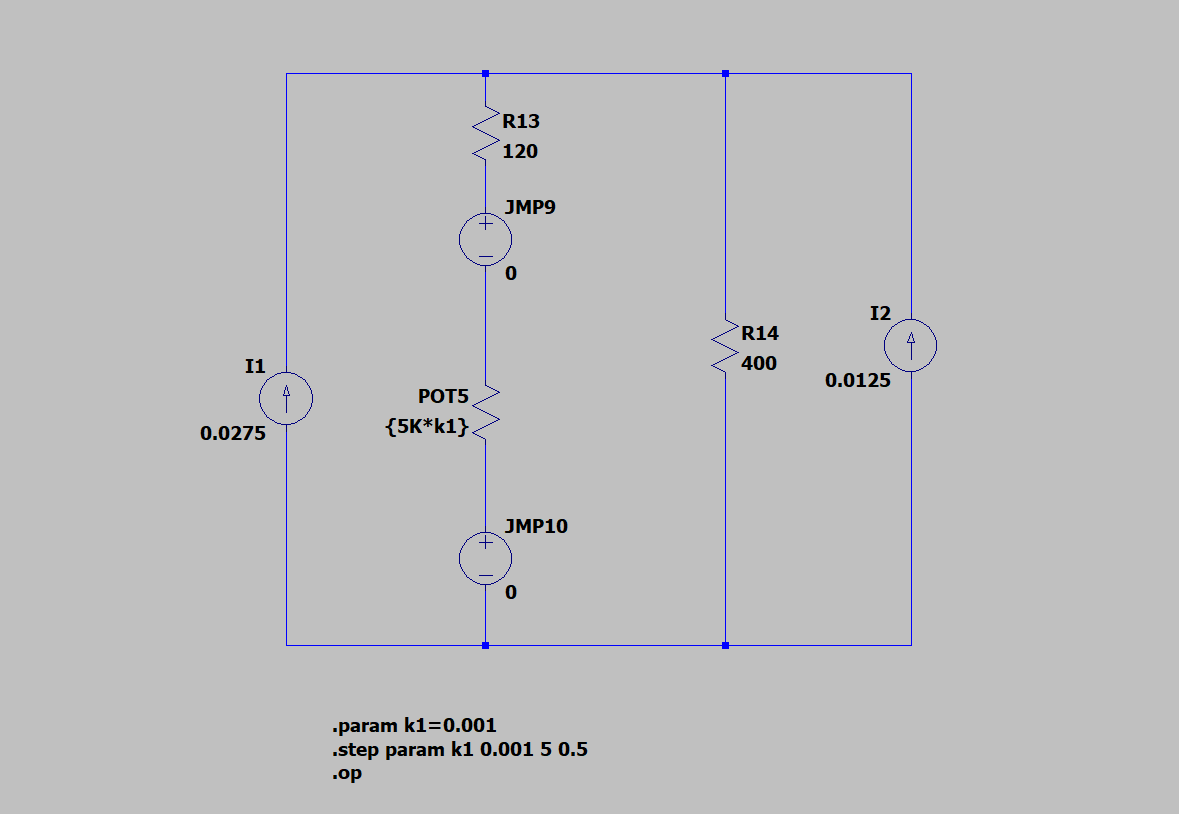 R13
120
JMP9
0
I2
R14
400
I1
0.0125
POT5
0.0275
{5K*k1}
JMP10
0
.param k1=0.001
.step param k1 0.001 5 0.5
.op